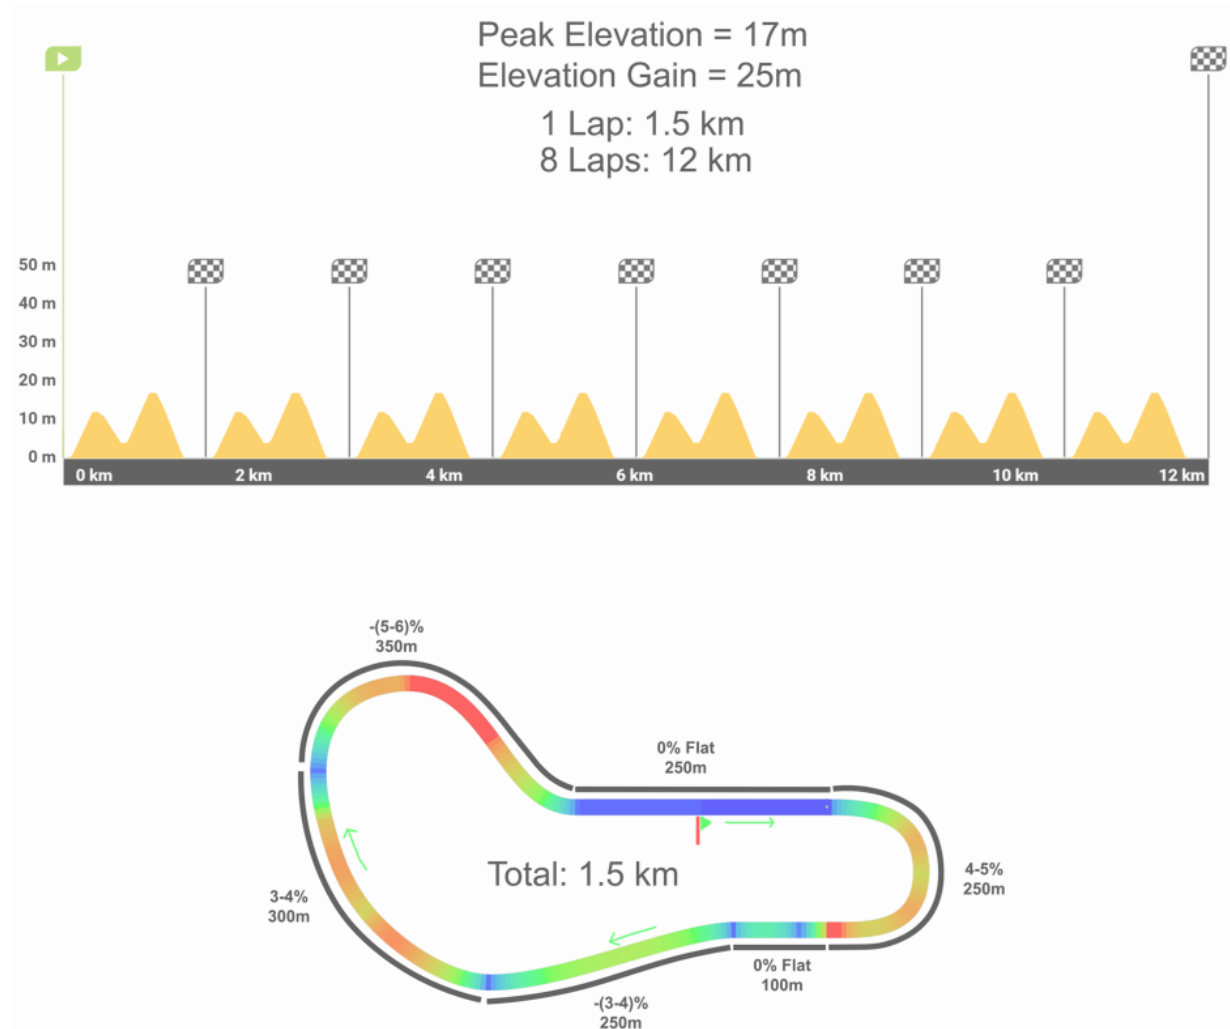 Peak Elevation = 17m
Elevation Gain = 25m
1 Lap: 1.5 km
8 Laps: 12 km
50 m
40 m
30 m
20 m
10 m
0 m
0 km 2 km 4 km 6 km 8 km 10 km 12 km
-(5-6)%
350m
0% Flat
250m
4-5%
250m
Total: 1.5 km
3-4%
300m
0% Flat
100m
-(3-4)%
250m